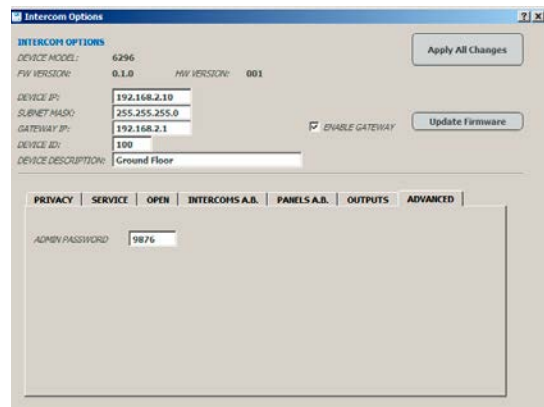 Intercom Options
INTERCOM OPTIONS
DEVICE MODEL: 6296
FW VERSION: 0.1.0 HW VERSION: 001
Apply All Changes
DEVICE IP: 192.168.2.10
SUBNET MASK: 255.255.255.0
GATEWAY IP: 192.168.2.1 ENABLE GATEWAY
Update Firmware
DEVICE ID: 100
DEVICE DESCRIPTION: Ground Floor
PRIVACY SERVICE OPEN INTERCOMS A.B. PANELS A.B. OUTPUTS ADVANCED
ADMIN PASSWORD 9876